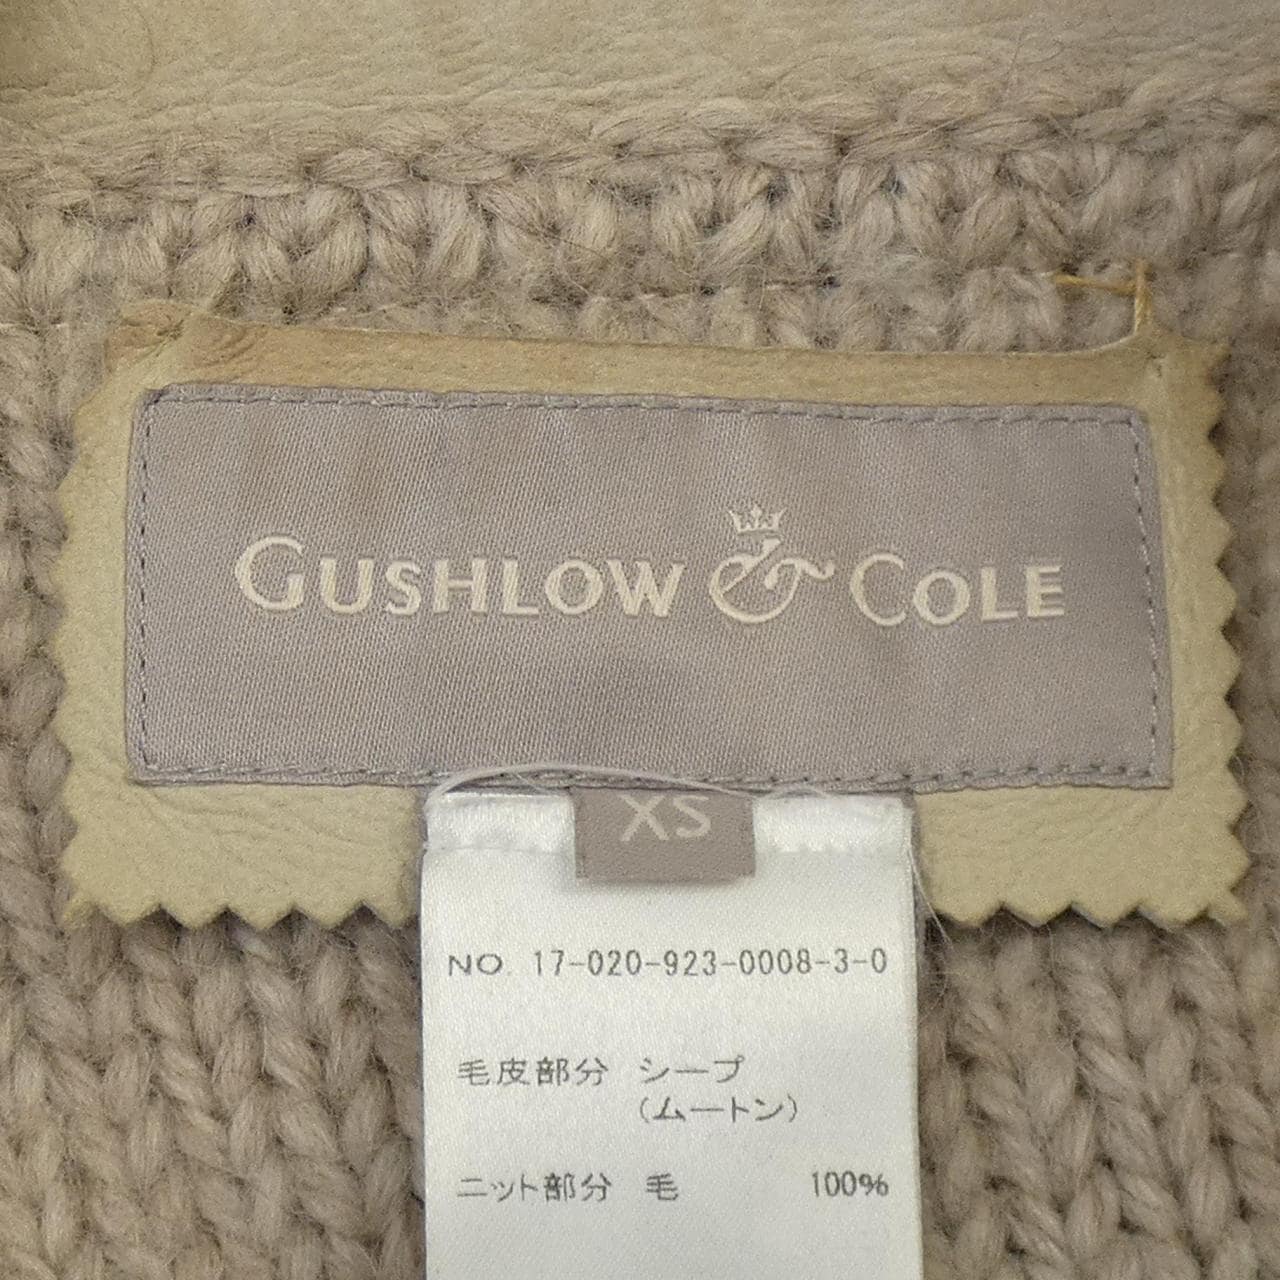 GUSHLOW & COLE
XS
NO. 17-020-923-0008-3-0
毛皮部分 シープ
(ムートン)
ニット部分 毛 100%